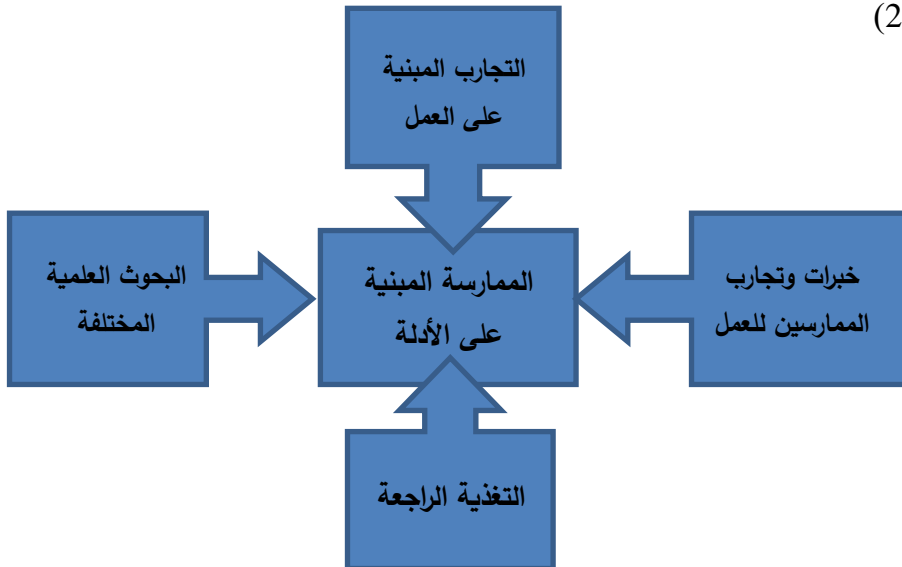 (2
التجارب المبنية
على العمل
خبرات وتجارب
الممارسين للعمل
الممارسة المبنية
على الأدلة
البحوث العلمية
المختلفة
التغذية الراجعة